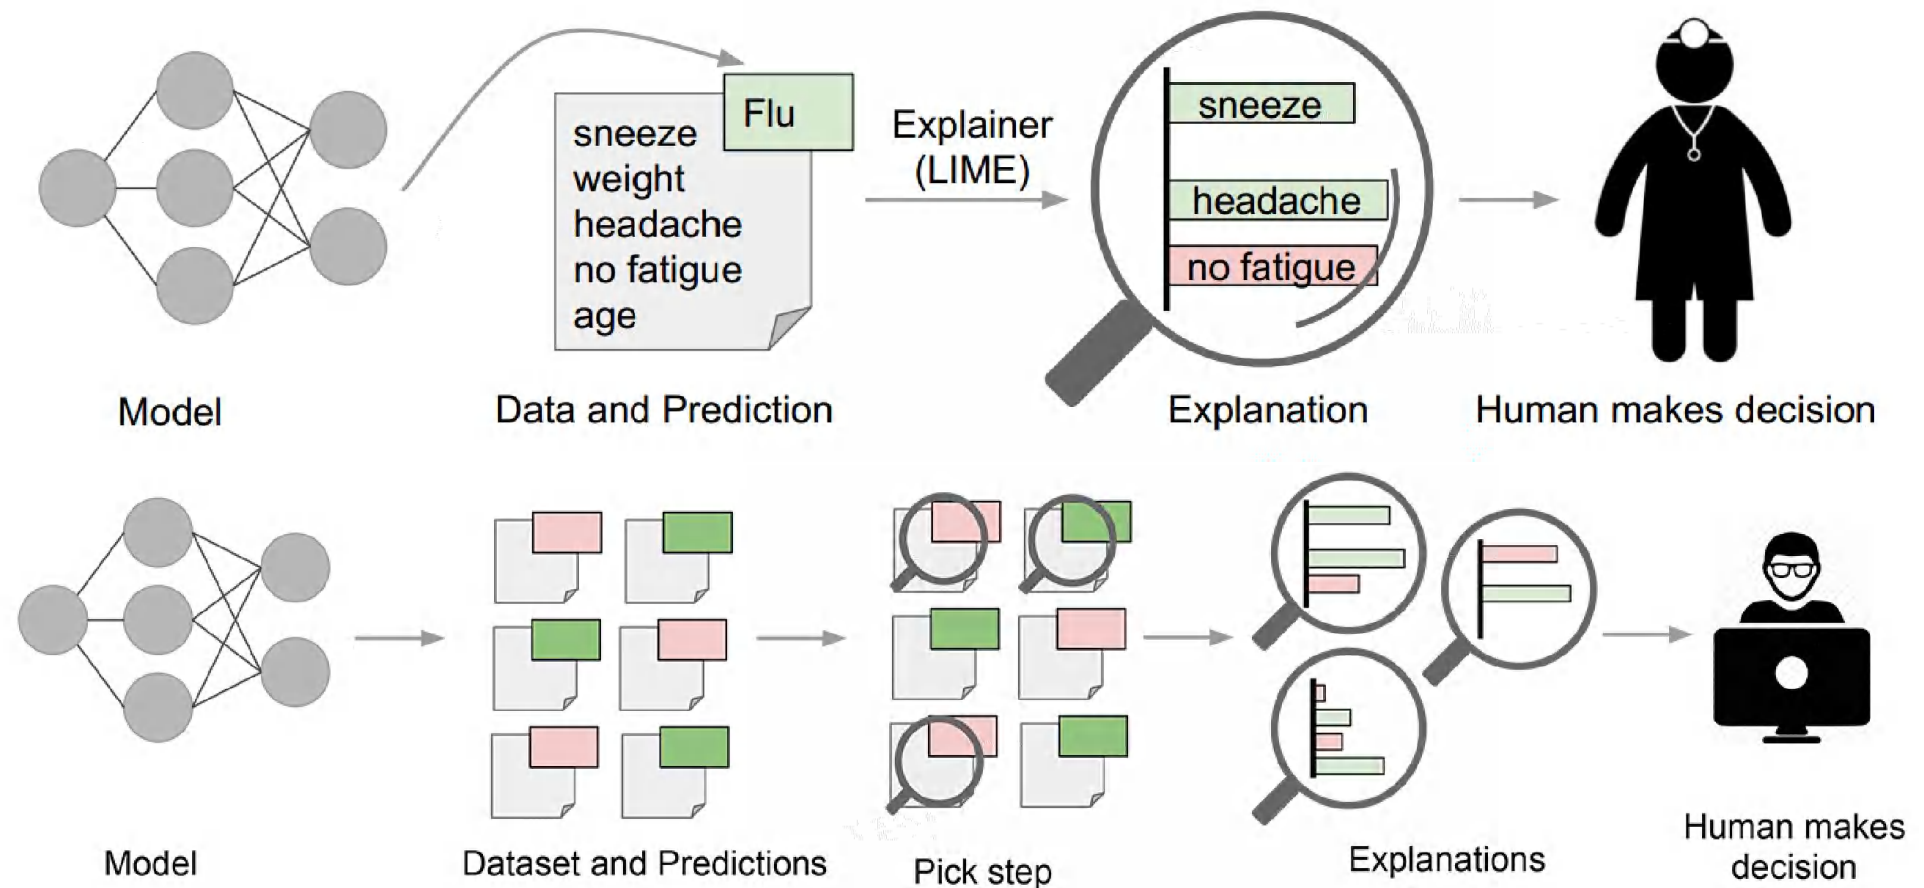 Flu
sneeze
weight
headache
no fatigue
age
Explainer
(LIME)
sneeze
headache
no fatigue
Model
Data and Prediction
Explanation
Human makes decision
Model
Dataset and Predictions
Pick step
Explanations
Human makes
decision